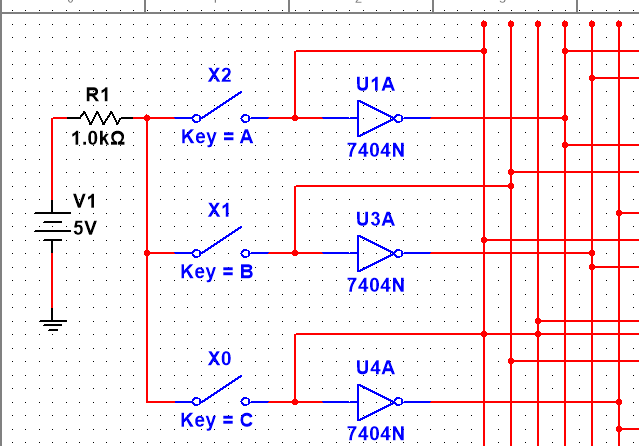 R1
1.0kΩ
V1
5V
X2
Key = A
U1A
7404N
X1
Key = B
U3A
7404N
X0
Key = C
U4A
7404N